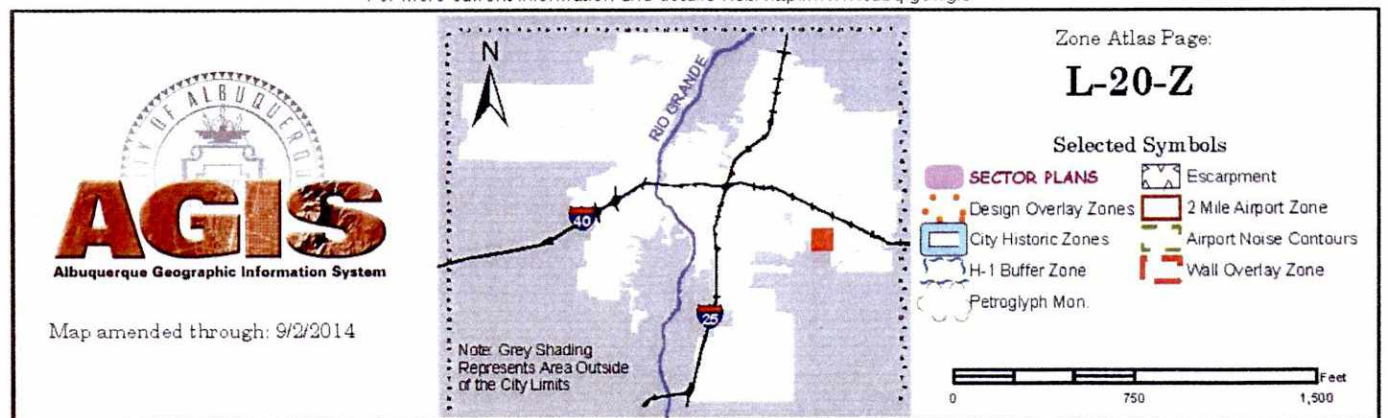 CITY OF ALBUQUERQUE
AGIS
Albuquerque Geographic Information System
Map amended through: 9/2/2014
N
RIO GRANDE
40
25
Note: Grey Shading
Represents Area Outside
of the City Limits
Zone Atlas Page:
L-20-Z
Selected Symbols
SECTOR PLANS
Escarpment
Design Overlay Zones
2 Mile Airport Zone
City Historic Zones
Airport Noise Contours
H-1 Buffer Zone
Wall Overlay Zone
Petroglyph Mon.
Feet
0 750 1,500